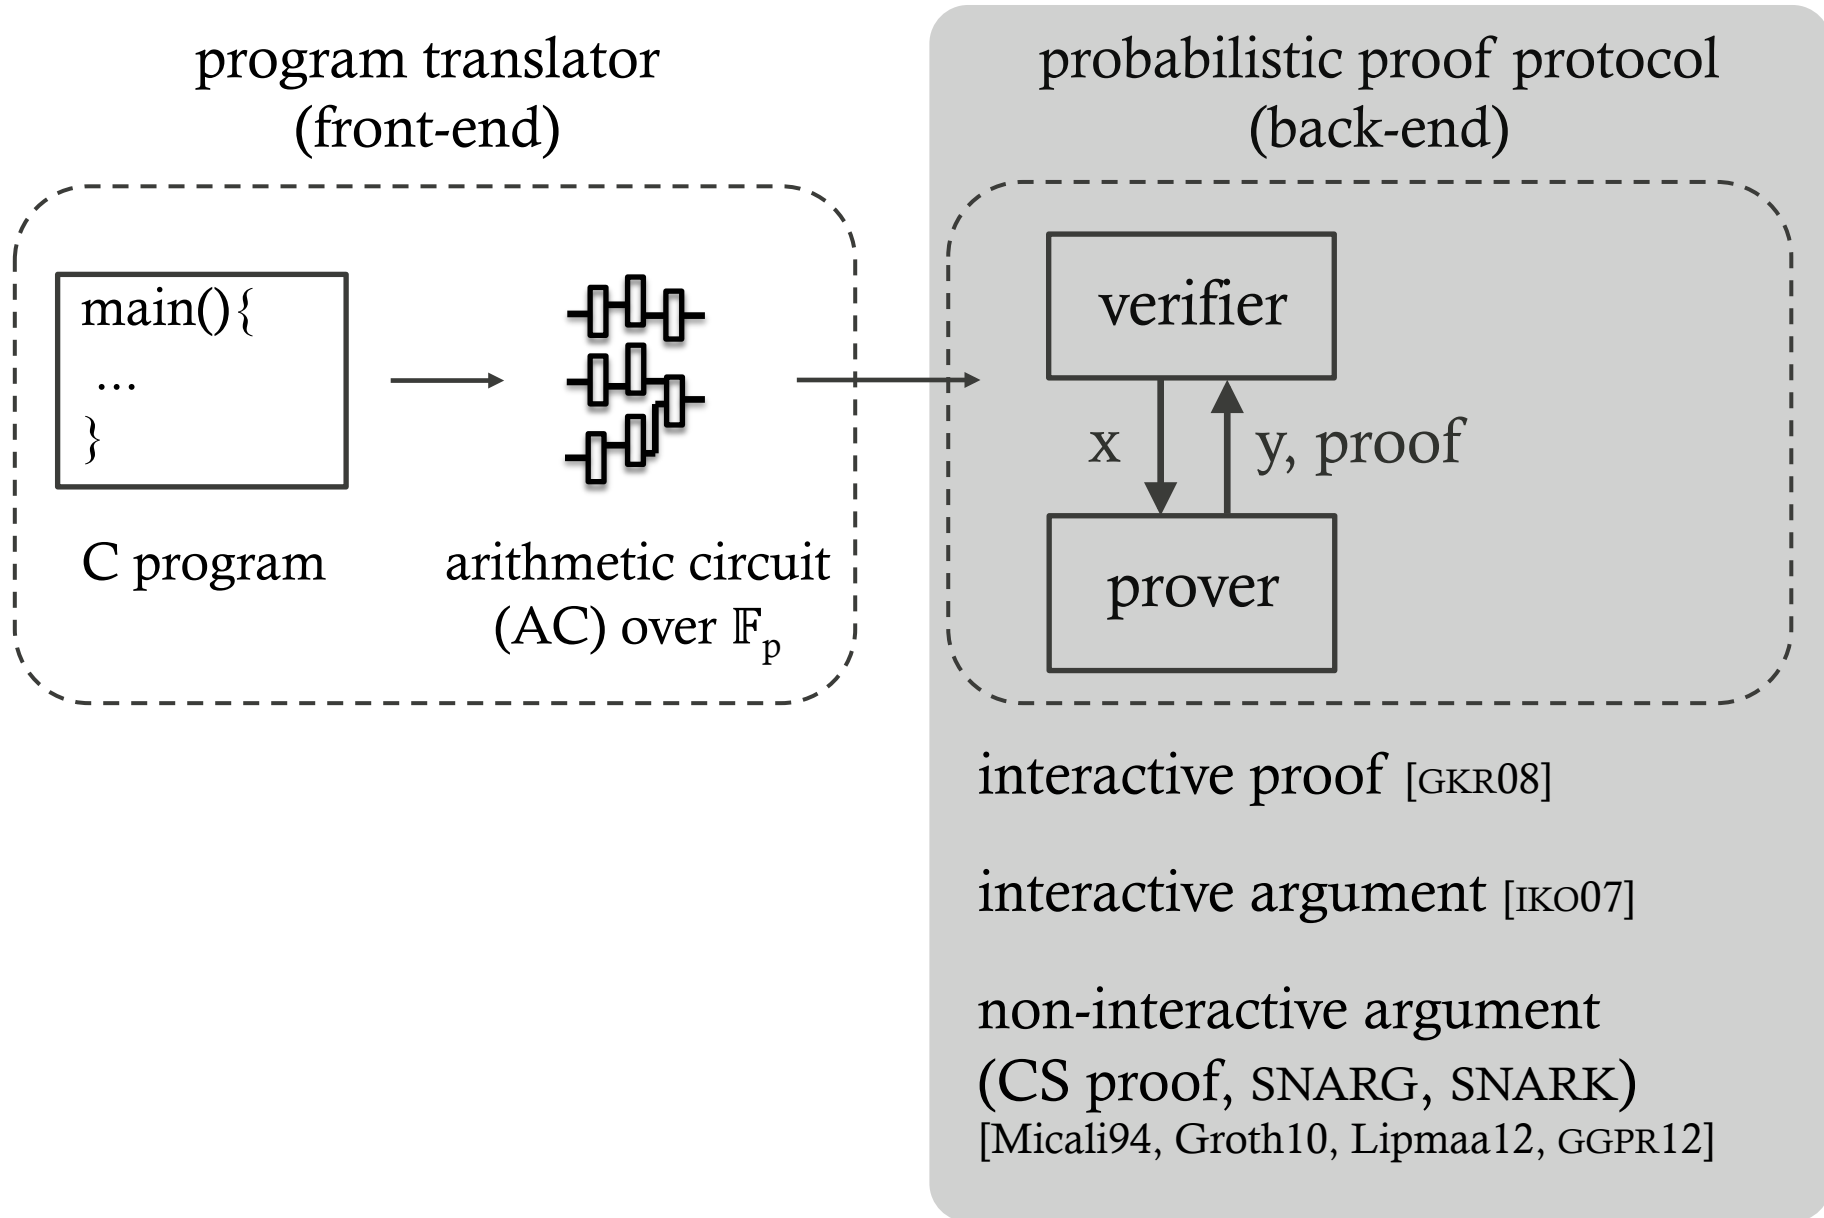 program translator
(front-end)
main(){
...
}
C program
arithmetic circuit
(AC) over 𝔽p
probabilistic proof protocol
(back-end)
verifier
x
y, proof
prover
interactive proof [GKR08]
interactive argument [IKO07]
non-interactive argument
(CS proof, SNARG, SNARK)
[Micali94, Groth10, Lipmaa12, GGPR12]